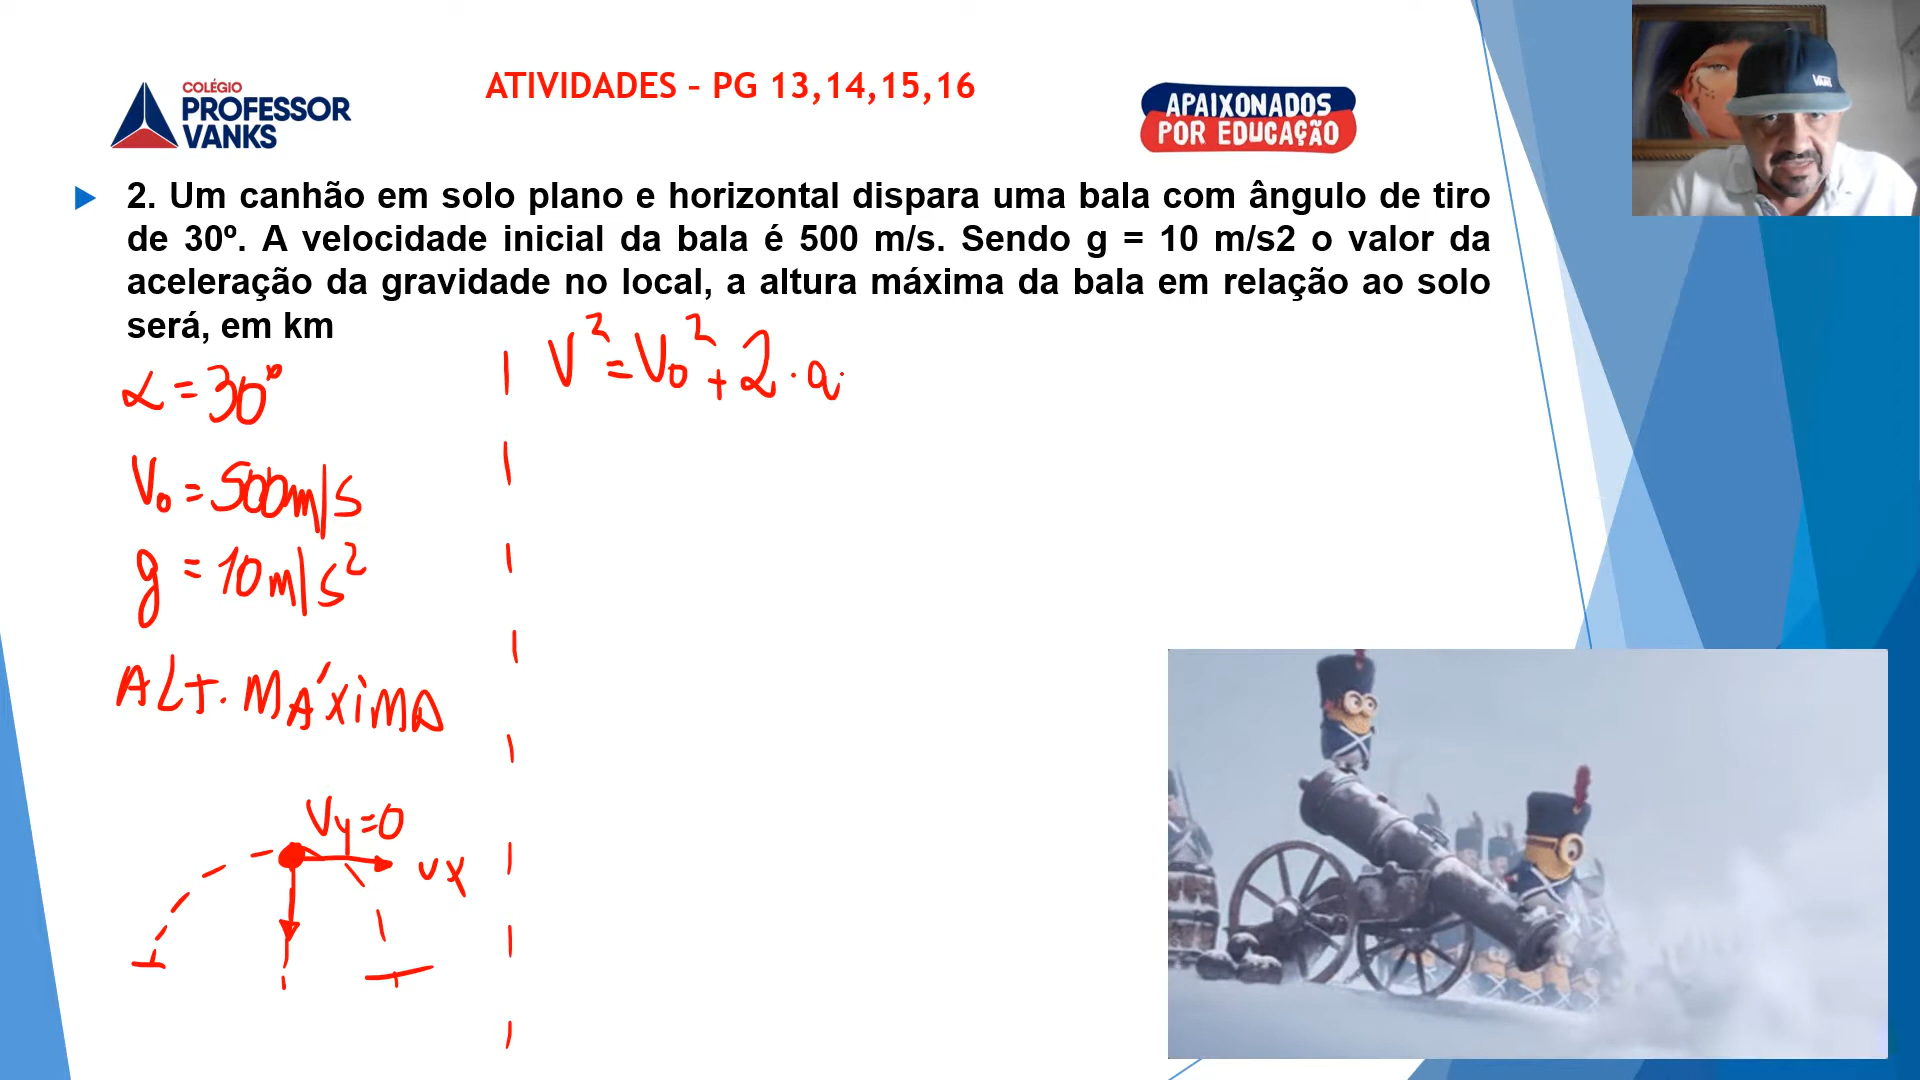 COLÉGIO
PROFESSOR
VANKS
ATIVIDADES – PG 13,14,15,16
APAIXONADOS
POR EDUCAÇÃO
VANS
2. Um canhão em solo plano e horizontal dispara uma bala com ângulo de tiro
de 30º. A velocidade inicial da bala é 500 m/s. Sendo g = 10 m/s2 o valor da
aceleração da gravidade no local, a altura máxima da bala em relação ao solo
será, em km
α = 30°
V₀ = 500m/s
g = 10m/s²
ALT. MÁXIMA
Vy=0
vx
V² = V₀² + 2 · a ·